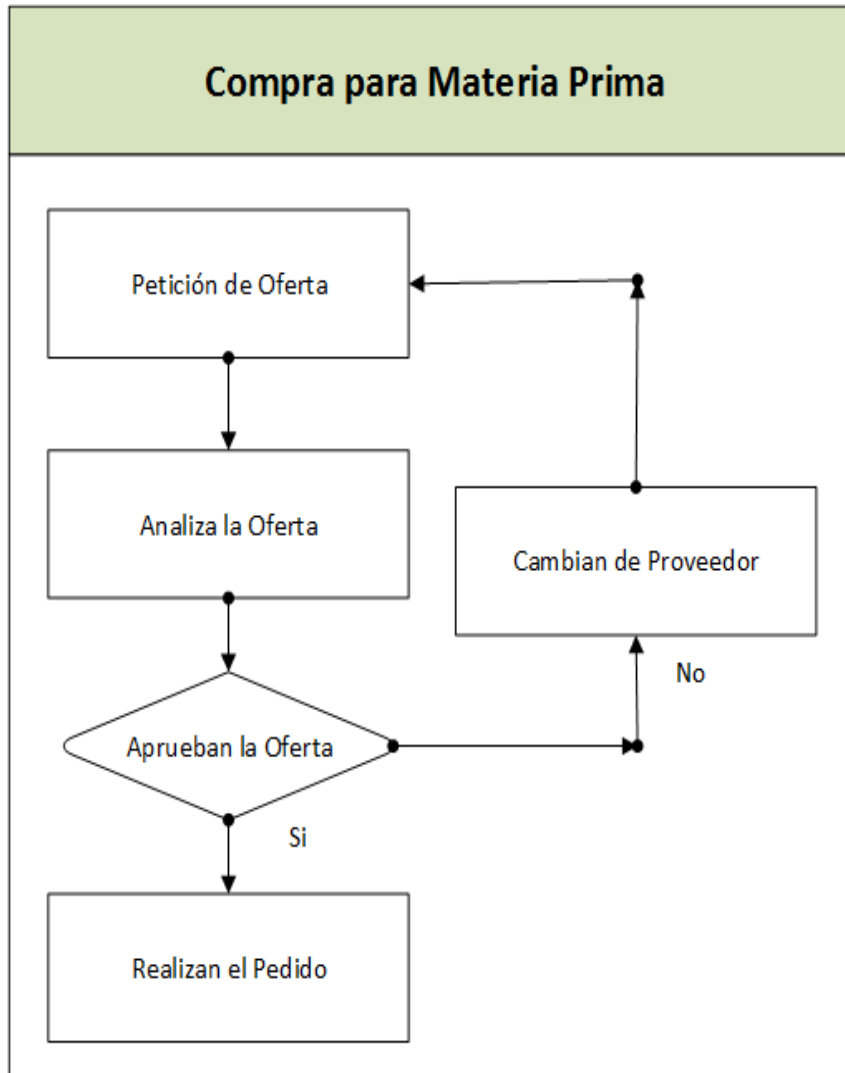 Compra para Materia Prima
Petición de Oferta
Analiza la Oferta
Cambian de Proveedor
No
Aprueban la Oferta
Si
Realizan el Pedido